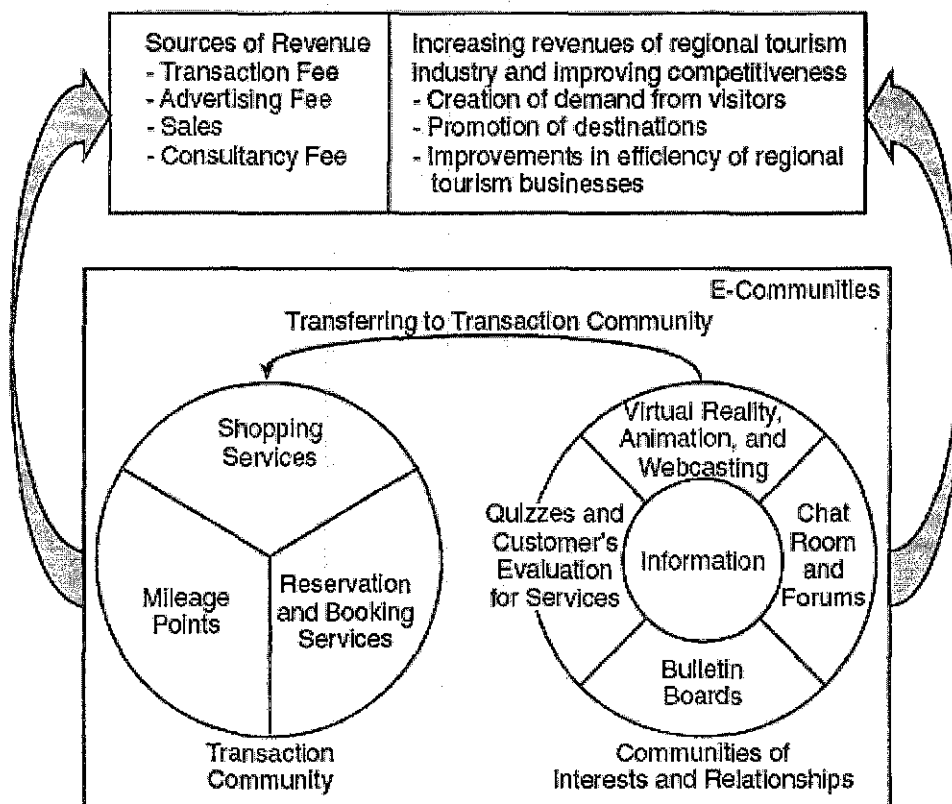 Sources of Revenue
- Transaction Fee
- Advertising Fee
- Sales
- Consultancy Fee
Increasing revenues of regional tourism
industry and improving competitiveness
- Creation of demand from visitors
- Promotion of destinations
- Improvements in efficiency of regional
tourism businesses
E-Communities
Transferring to Transaction Community
Shopping
Services
Mileage
Points
Reservation
and Booking
Services
Transaction
Community
Virtual Reality,
Animation, and
Webcasting
Quizzes and
Customer's
Evaluation
for Services
Information
Chat
Room
and
Forums
Bulletin
Boards
Communities of
Interests and Relationships